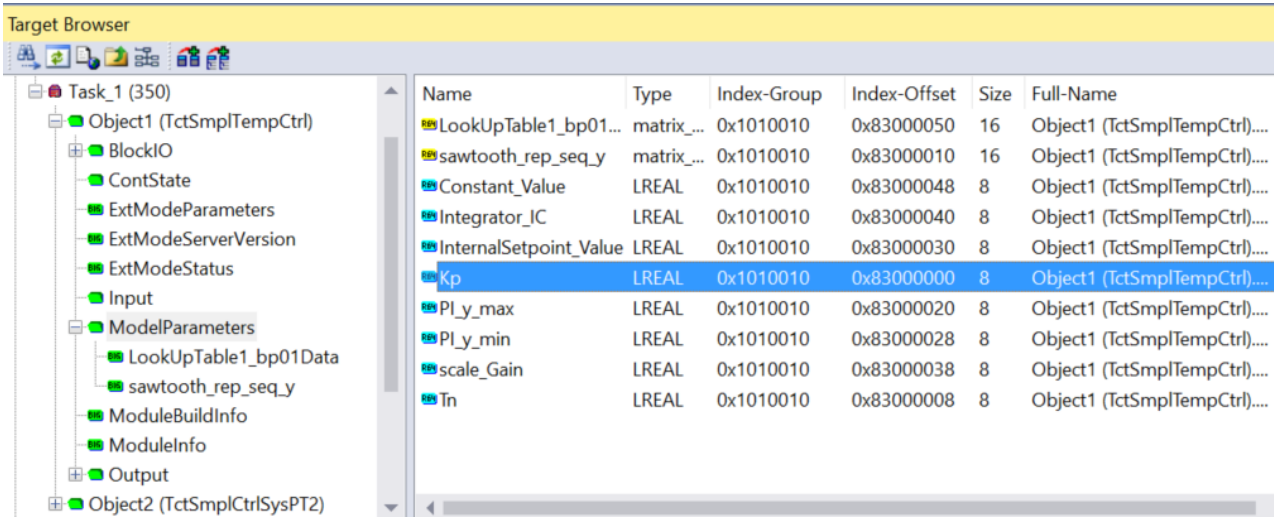 Target Browser
Task_1 (350)
Object1 (TctSmplTempCtrl)
BlockIO
ContState
ExtModeParameters
ExtModeServerVersion
ExtModeStatus
Input
ModelParameters
LookUpTable1_bp01Data
sawtooth_rep_seq_y
ModuleBuildInfo
ModuleInfo
Output
Object2 (TctSmplCtrlSysPT2)
Name Type Index-Group Index-Offset Size Full-Name
LookUpTable1_bp01... matrix_... 0x1010010 0x83000050 16 Object1 (TctSmplTempCtrl)....
sawtooth_rep_seq_y matrix_... 0x1010010 0x83000010 16 Object1 (TctSmplTempCtrl)....
Constant_Value LREAL 0x1010010 0x83000048 8 Object1 (TctSmplTempCtrl)....
Integrator_IC LREAL 0x1010010 0x83000040 8 Object1 (TctSmplTempCtrl)....
InternalSetpoint_Value LREAL 0x1010010 0x83000030 8 Object1 (TctSmplTempCtrl)....
Kp LREAL 0x1010010 0x83000000 8 Object1 (TctSmplTempCtrl)....
PI_y_max LREAL 0x1010010 0x83000020 8 Object1 (TctSmplTempCtrl)....
PI_y_min LREAL 0x1010010 0x83000028 8 Object1 (TctSmplTempCtrl)....
scale_Gain LREAL 0x1010010 0x83000038 8 Object1 (TctSmplTempCtrl)....
Tn LREAL 0x1010010 0x83000008 8 Object1 (TctSmplTempCtrl)....